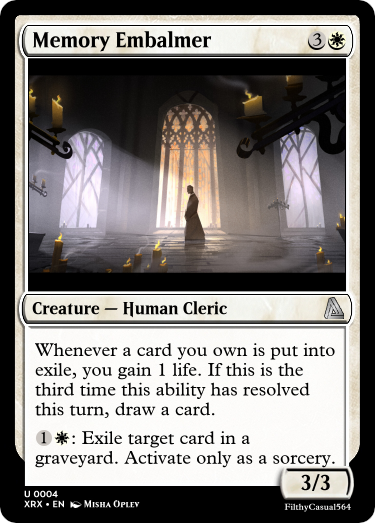 Memory Embalmer 3
Creature — Human Cleric
Whenever a card you own is put into
exile, you gain 1 life. If this is the
third time this ability has resolved
this turn, draw a card.
1 : Exile target card in a
graveyard. Activate only as a sorcery.
3/3
U 0004
XRX • EN Misha Oplev
FilthyCasual564